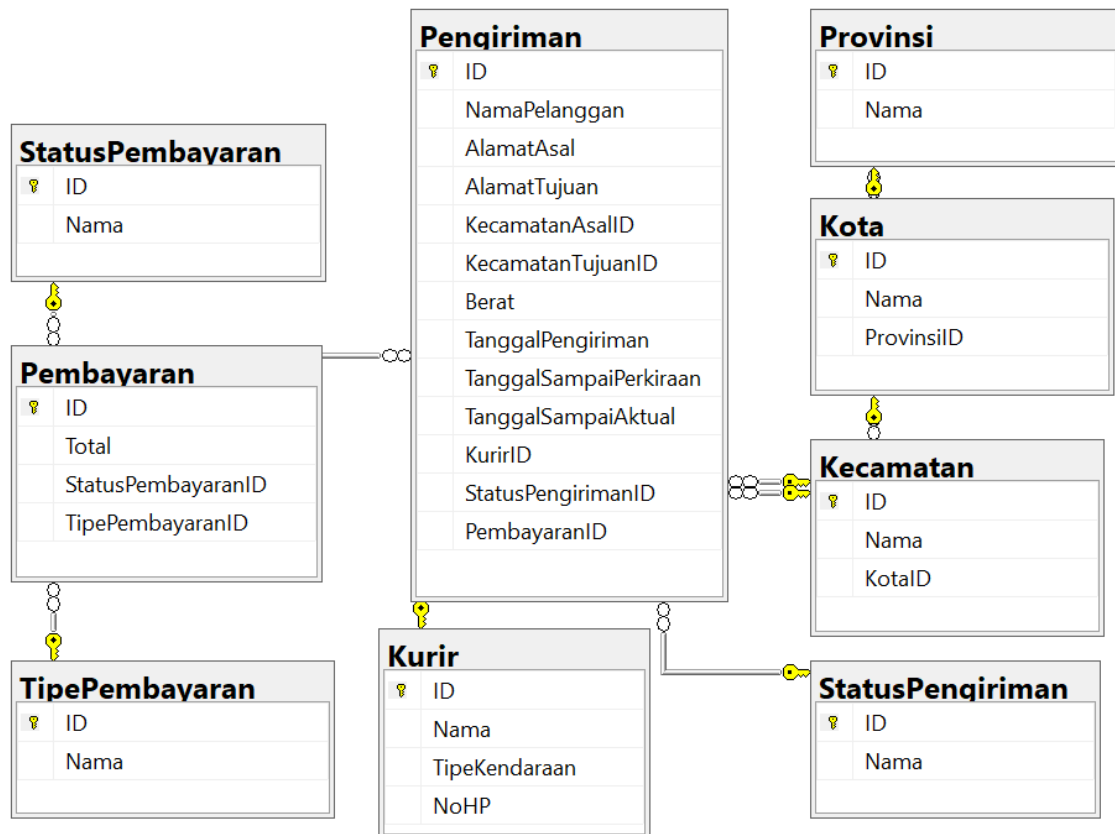 StatusPembayaran
ID
Nama
Pembayaran
ID
Total
StatusPembayaranID
TipePembayaranID
TipePembayaran
ID
Nama
Pengiriman
ID
NamaPelanggan
AlamatAsal
AlamatTujuan
KecamatanAsalID
KecamatanTujuanID
Berat
TanggalPengiriman
TanggalSampaiPerkiraan
TanggalSampaiAktual
KurirID
StatusPengirimanID
PembayaranID
Kurir
ID
Nama
TipeKendaraan
NoHP
Provinsi
ID
Nama
Kota
ID
Nama
ProvinsiID
Kecamatan
ID
Nama
KotaID
StatusPengiriman
ID
Nama